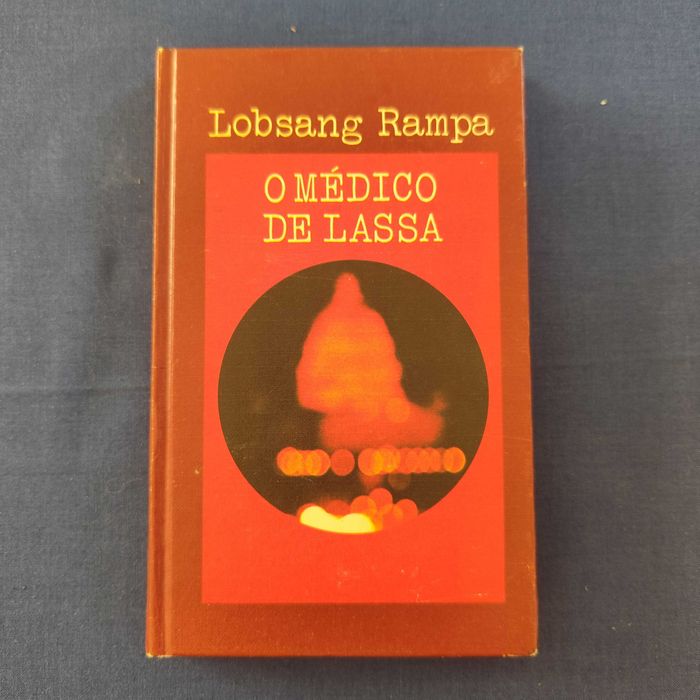 Lobsang Rampa
O MÉDICO
DE LASSA